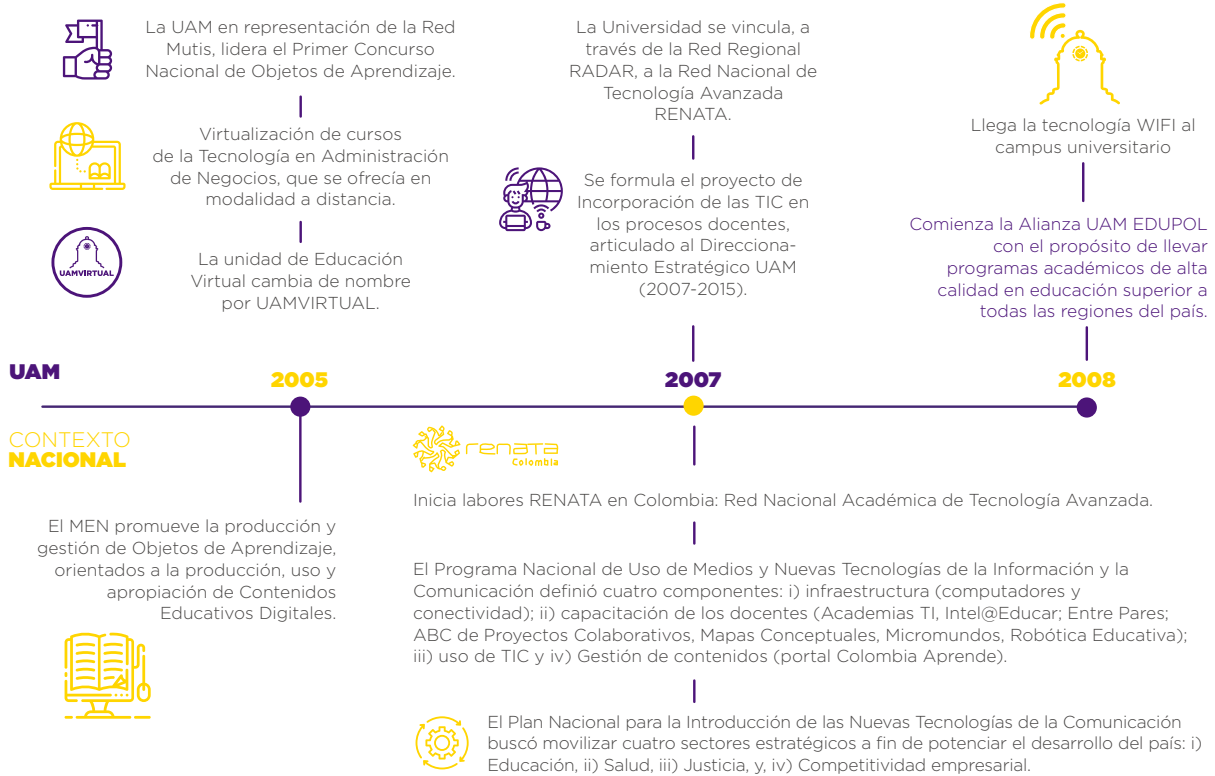 La UAM en representación de la Red
Mutis, lidera el Primer Concurso
Nacional de Objetos de Aprendizaje.
Virtualización de cursos
de la Tecnología en Administración
de Negocios, que se ofrecía en
modalidad a distancia.
UAMVIRTUAL
La unidad de Educación
Virtual cambia de nombre
por UAMVIRTUAL.
La Universidad se vincula, a
través de la Red Regional
RADAR, a la Red Nacional de
Tecnología Avanzada
RENATA.
Se formula el proyecto de
Incorporación de las TIC en
los procesos docentes,
articulado al Direcciona-
miento Estratégico UAM
(2007-2015).
Llega la tecnología WIFI al
campus universitario
Comienza la Alianza UAM EDUPOL
con el propósito de llevar
programas académicos de alta
calidad en educación superior a
todas las regiones del país.
UAM
2005
2007
2008
CONTEXTO
NACIONAL
El MEN promueve la producción y
gestión de Objetos de Aprendizaje,
orientados a la producción, uso y
apropiación de Contenidos
Educativos Digitales.
renata
Colombia
Inicia labores RENATA en Colombia: Red Nacional Académica de Tecnología Avanzada.
El Programa Nacional de Uso de Medios y Nuevas Tecnologías de la Información y la
Comunicación definió cuatro componentes: i) infraestructura (computadores y
conectividad); ii) capacitación de los docentes (Academias TI, Intel@Educar; Entre Pares;
ABC de Proyectos Colaborativos, Mapas Conceptuales, Micromundos, Robótica Educativa);
iii) uso de TIC y iv) Gestión de contenidos (portal Colombia Aprende).
El Plan Nacional para la Introducción de las Nuevas Tecnologías de la Comunicación
buscó movilizar cuatro sectores estratégicos a fin de potenciar el desarrollo del país: i)
Educación, ii) Salud, iii) Justicia, y, iv) Competitividad empresarial.